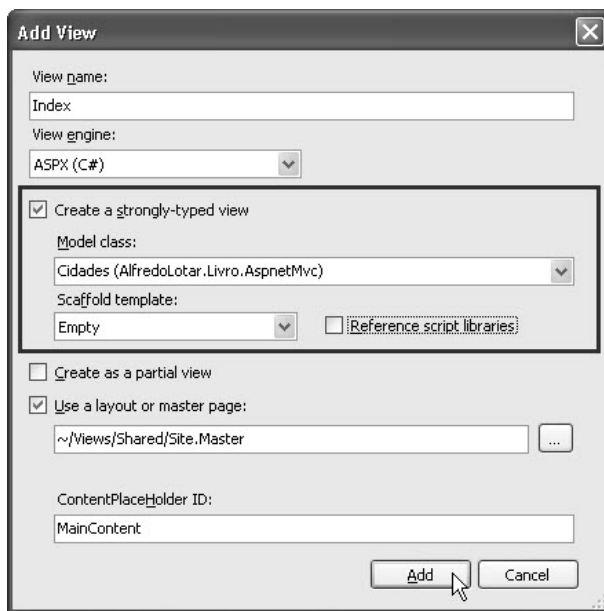 Add View
View name:
Index
View engine:
ASPX (C#)
Create a strongly-typed view
Model class:
Cidades (AlfredoLotar.Livro.AspnetMvc)
Scaffold template:
Empty
Reference script libraries
Create as a partial view
Use a layout or master page:
~/Views/Shared/Site.Master
...
ContentPlaceHolder ID:
MainContent
Add
Cancel